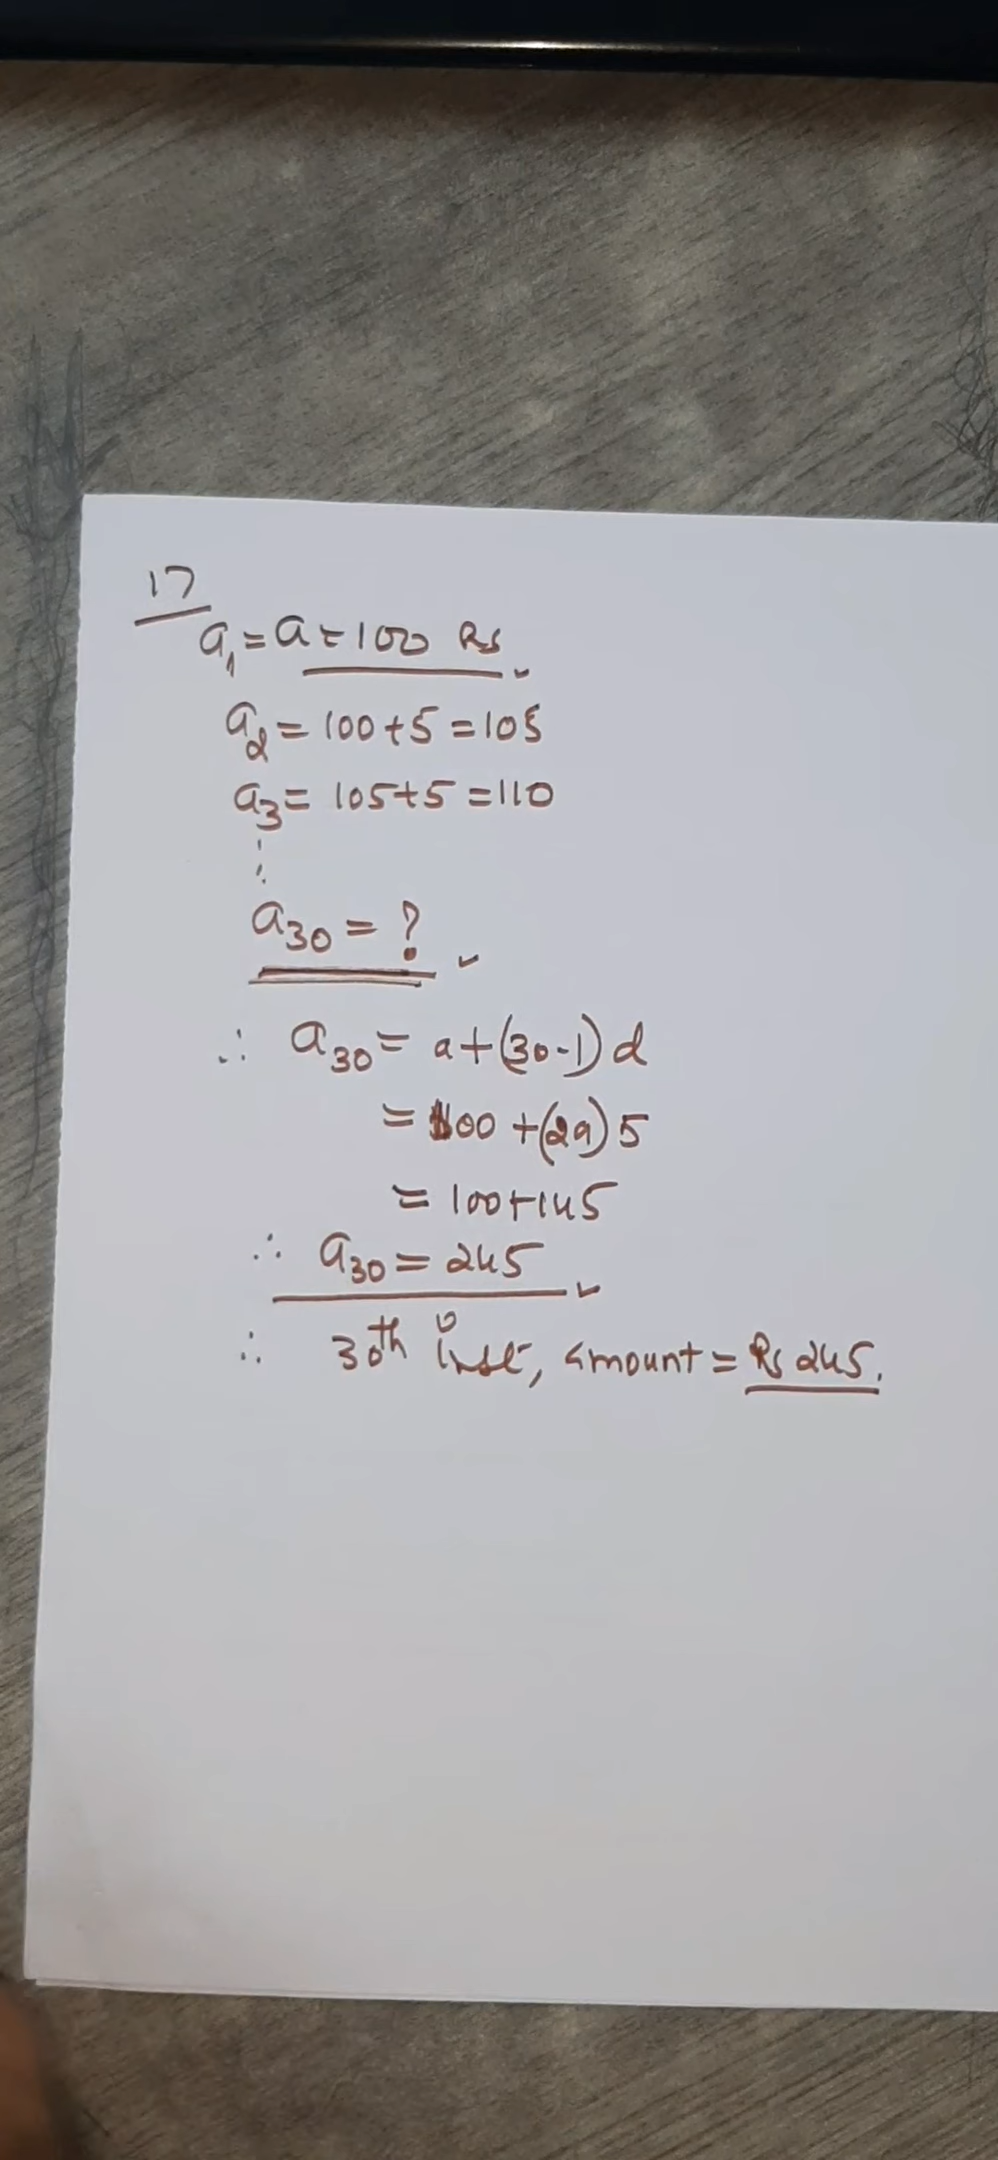 17
a₁ = a = 100 Rs
a₂ = 100+5 = 105
a₃ = 105+5 = 110
⋮
a₃₀ = ?
∴ a₃₀ = a+(30-1)d
= 100 +(29)5
= 100+145
∴ a₃₀ = 245
∴ 30th inst, amount = Rs 245.